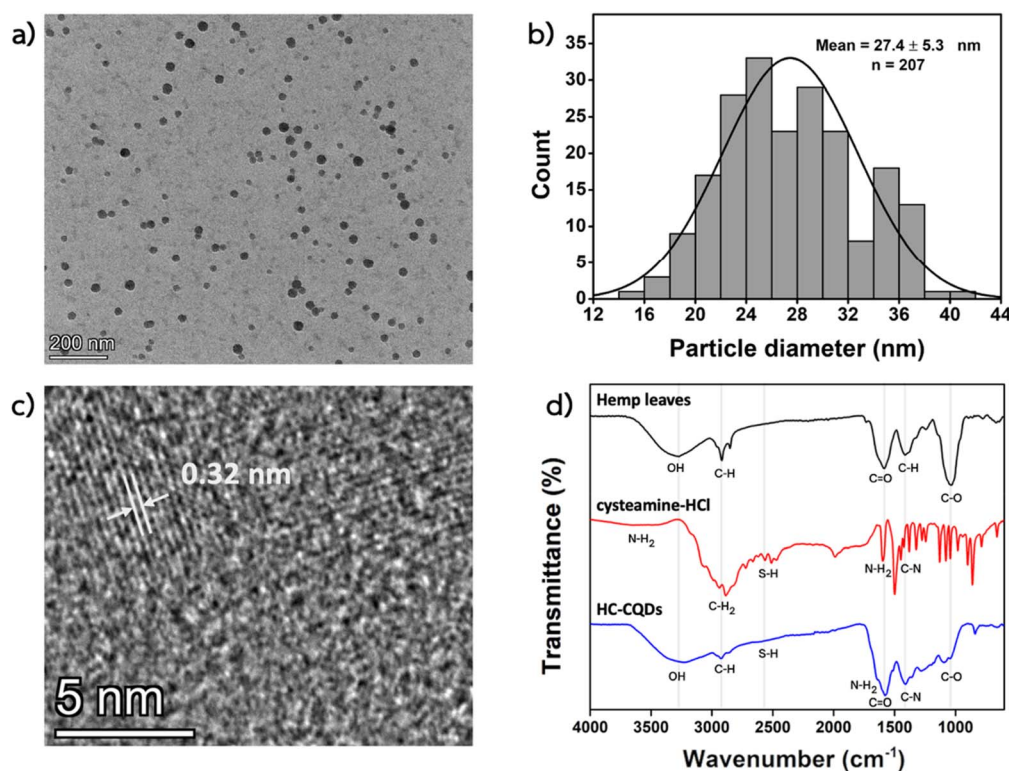 a)
200 nm
b)
Mean = 27.4 ± 5.3 nm
n = 207
Count
35
30
25
20
15
10
5
0
12 16 20 24 28 32 36 40 44
Particle diameter (nm)
c)
0.32 nm
5 nm
d)
Transmittance (%)
Hemp leaves
OH
C-H
C=O
C-H
C-O
cysteamine-HCl
N-H2
C-H2
S-H
N-H2
C-N
HC-CQDs
OH
C-H
S-H
N-H2
C=O
C-N
C-O
4000 3500 3000 2500 2000 1500 1000
Wavenumber (cm-1)